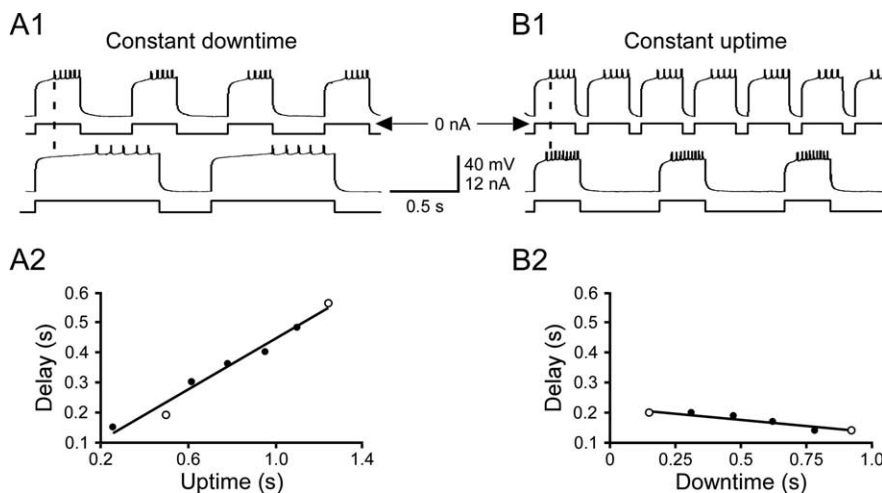 A1
Constant downtime
B1
Constant uptime
0 nA
40 mV
12 nA
0.5 s
A2
0.6
0.5
0.4
0.3
0.2
0.1
Delay (s)
0.2 0.6 1.0 1.4
Uptime (s)
B2
0.6
0.5
0.4
0.3
0.2
0.1
Delay (s)
0 0.25 0.5 0.75 1.0
Downtime (s)